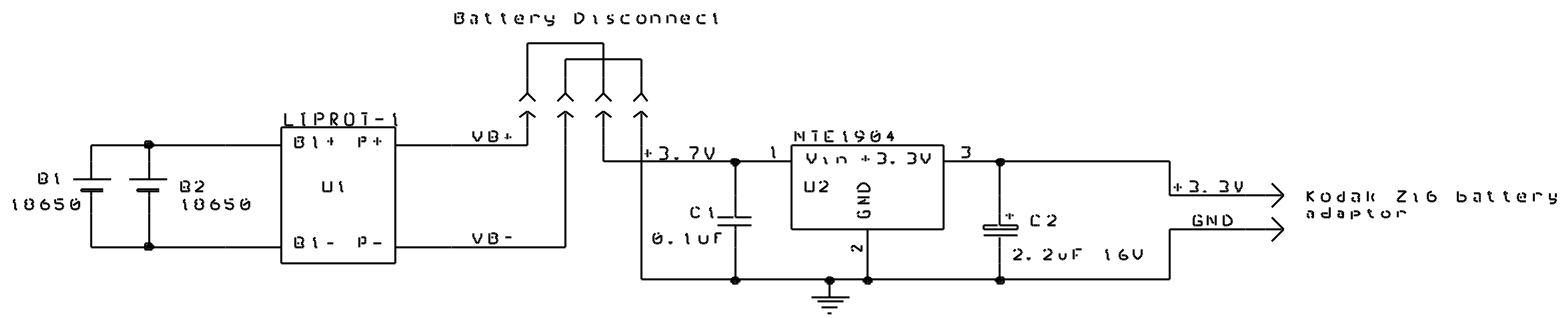 Battery Disconnect
LIPROT-1
B1+ P+
VB+
NTE1904
+3.7V
1
Vin +3.3V
3
B1
18650
B2
18650
U1
U2
GND
+3.3V
Kodak Zi6 battery
adaptor
C1
0.1uF
+
C2
GND
B1- P-
VB-
2
2.2uF 16V